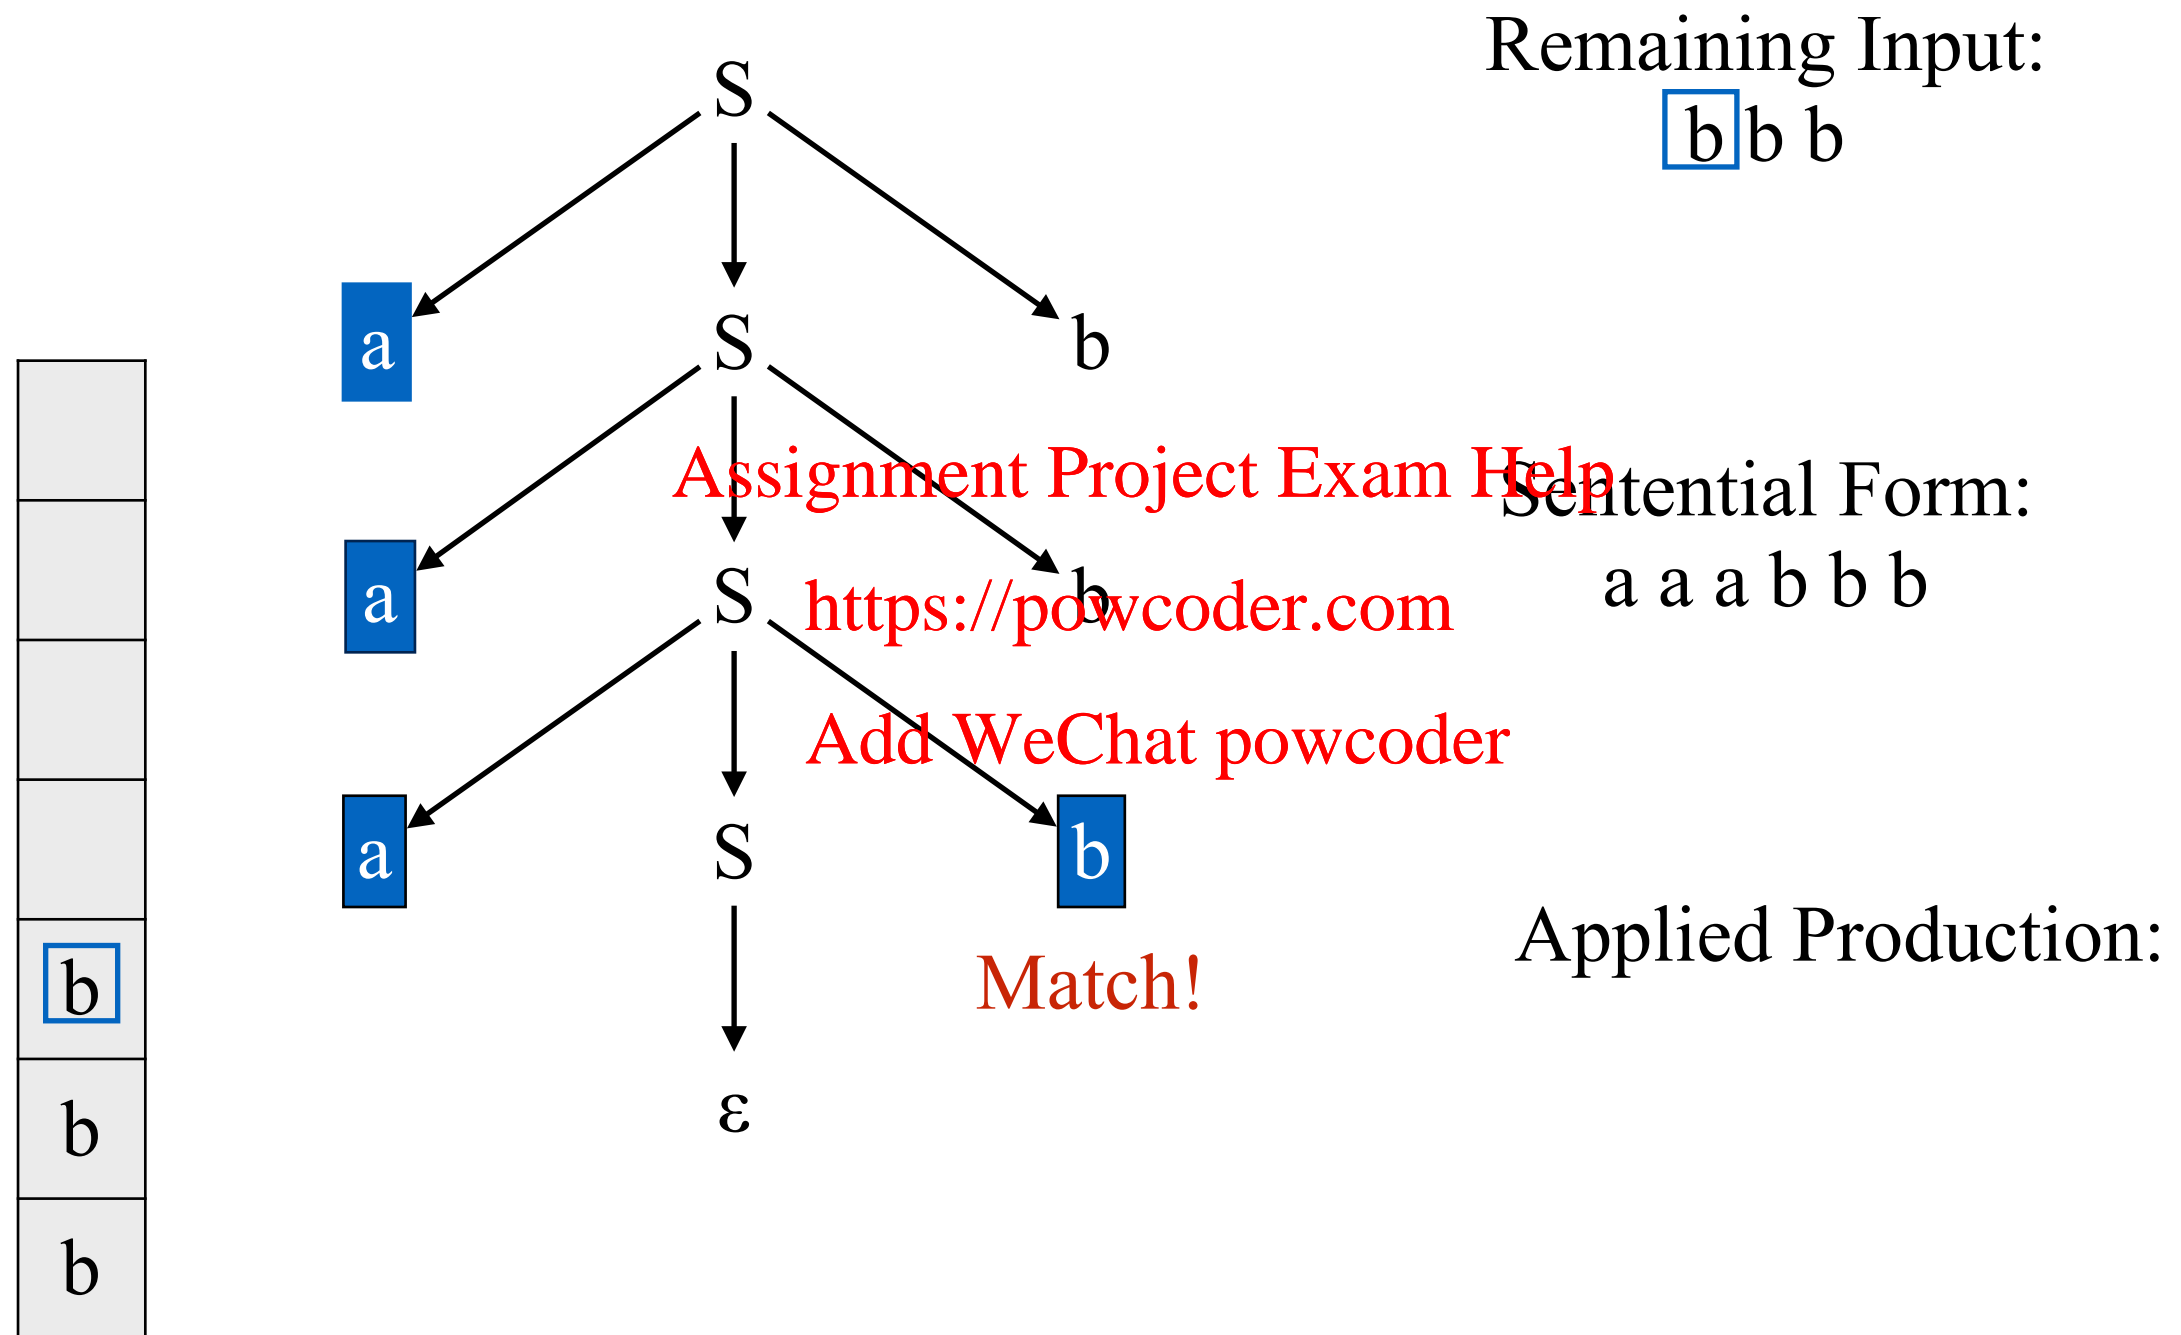 Remaining Input:
b b b
S
a S b
Assignment Project Exam Help
Sentential Form:
a a a b b b
a S b
https://powcoder.com
Add WeChat powcoder
a S b
Applied Production:
Match!
ε
b
b
b